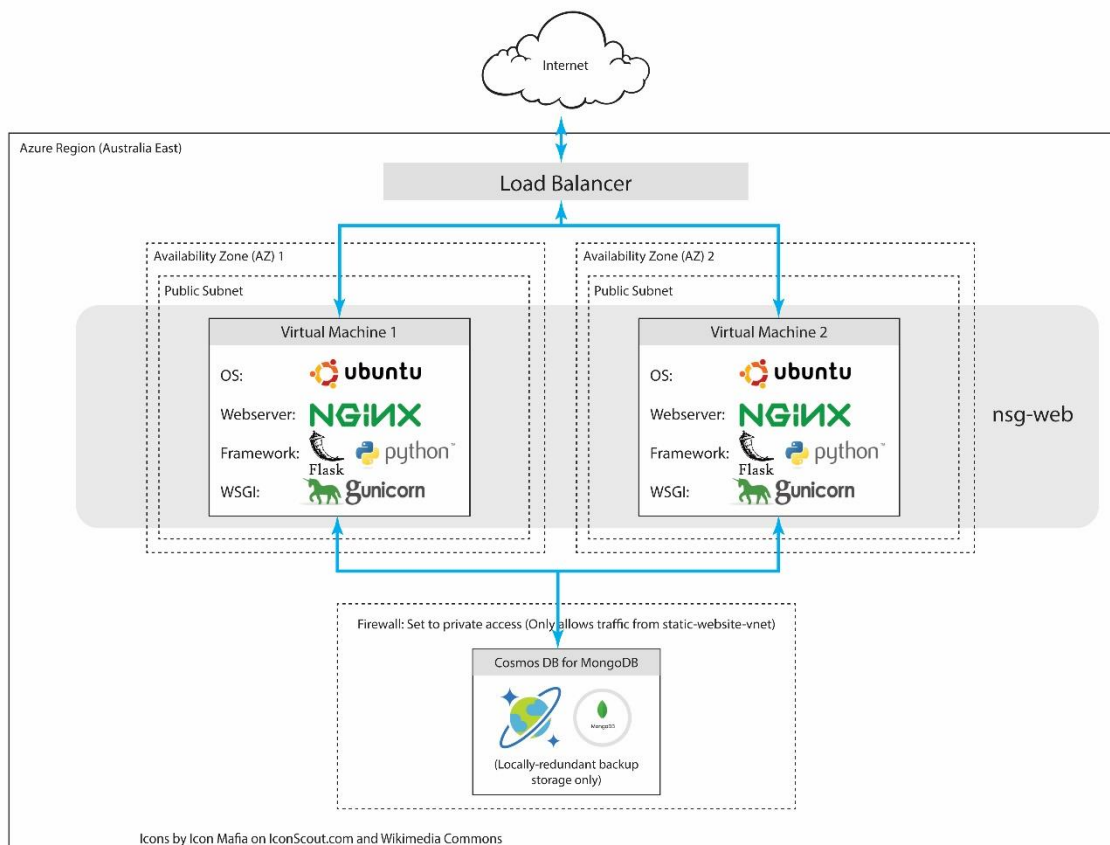 Internet
Azure Region (Australia East)
Load Balancer
Availability Zone (AZ) 1
Public Subnet
Virtual Machine 1
OS: ubuntu
Webserver: NGINX
Framework: Flask python™
WSGI: gunicorn
Availability Zone (AZ) 2
Public Subnet
Virtual Machine 2
OS: ubuntu
Webserver: NGINX
Framework: Flask python™
WSGI: gunicorn
nsg-web
Firewall: Set to private access (Only allows traffic from static-website-vnet)
Cosmos DB for MongoDB
MongoDB
(Locally-redundant backup
storage only)
Icons by Icon Mafia on IconScout.com and Wikimedia Commons